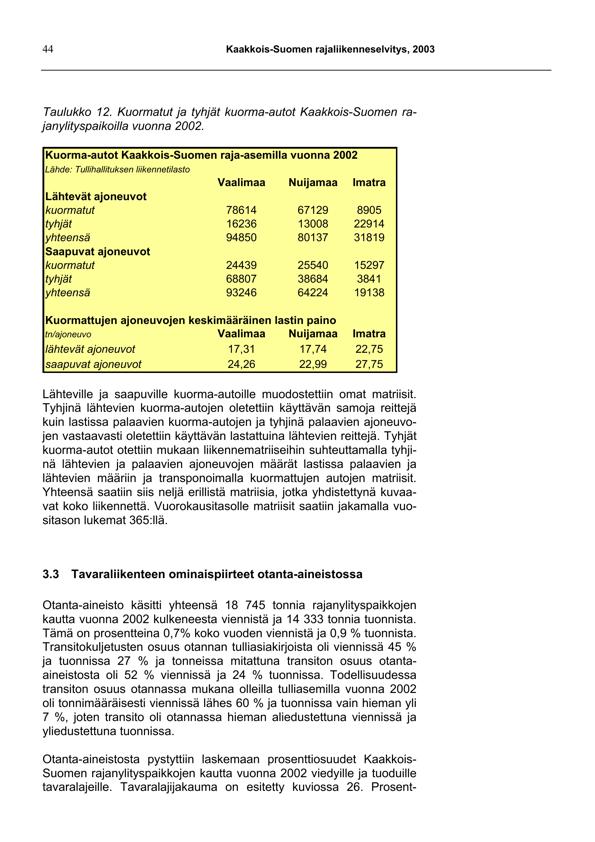 44
Kaakkois-Suomen rajaliikenneselvitys, 2003
Taulukko 12. Kuormatut ja tyhjät kuorma-autot Kaakkois-Suomen ra-
janylityspaikoilla vuonna 2002.
Kuorma-autot Kaakkois-Suomen raja-asemilla vuonna 2002
Lähde: Tullihallituksen liikennetilasto
Vaalimaa Nuijamaa Imatra
Lähtevät ajoneuvot
kuormatut 78614 67129 8905
tyhjät 16236 13008 22914
yhteensä 94850 80137 31819
Saapuvat ajoneuvot
kuormatut 24439 25540 15297
tyhjät 68807 38684 3841
yhteensä 93246 64224 19138
Kuormattujen ajoneuvojen keskimääräinen lastin paino
tn/ajoneuvo Vaalimaa Nuijamaa Imatra
lähtevät ajoneuvot 17,31 17,74 22,75
saapuvat ajoneuvot 24,26 22,99 27,75
Lähteville ja saapuville kuorma-autoille muodostettiin omat matriisit.
Tyhjinä lähtevien kuorma-autojen oletettiin käyttävän samoja reittejä
kuin lastissa palaavien kuorma-autojen ja tyhjinä palaavien ajoneuvo-
jen vastaavasti oletettiin käyttävän lastattuina lähtevien reittejä. Tyhjät
kuorma-autot otettiin mukaan liikennematriiseihin suhteuttamalla tyhji-
nä lähtevien ja palaavien ajoneuvojen määrät lastissa palaavien ja
lähtevien määriin ja transponoimalla kuormattujen autojen matriisit.
Yhteensä saatiin siis neljä erillistä matriisia, jotka yhdistettynä kuvaa-
vat koko liikennettä. Vuorokausitasolle matriisit saatiin jakamalla vuo-
sitason lukemat 365:llä.
3.3 Tavaraliikenteen ominaispiirteet otanta-aineistossa
Otanta-aineisto käsitti yhteensä 18 745 tonnia rajanylityspaikkojen
kautta vuonna 2002 kulkeneesta viennistä ja 14 333 tonnia tuonnista.
Tämä on prosentteina 0,7% koko vuoden viennistä ja 0,9 % tuonnista.
Transitokuljetusten osuus otannan tulliasiakirjoista oli viennissä 45 %
ja tuonnissa 27 % ja tonneissa mitattuna transiton osuus otanta-
aineistosta oli 52 % viennissä ja 24 % tuonnissa. Todellisuudessa
transiton osuus otannassa mukana olleilla tulliasemilla vuonna 2002
oli tonnimääräisesti viennissä lähes 60 % ja tuonnissa vain hieman yli
7 %, joten transito oli otannassa hieman aliedustettuna viennissä ja
yliedustettuna tuonnissa.
Otanta-aineistosta pystyttiin laskemaan prosenttiosuudet Kaakkois-
Suomen rajanylityspaikkojen kautta vuonna 2002 viedyille ja tuoduille
tavaralajeille. Tavaralajijakauma on esitetty kuviossa 26. Prosent-